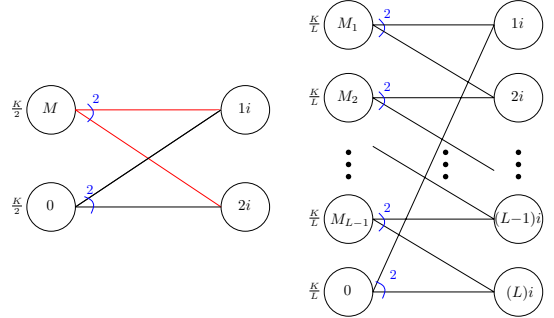 K/2 M 2 1i
K/2 0 2 2i
K/L M_1 2 1i
K/L M_2 2 2i
K/L M_{L−1} 2 (L−1)i
K/L 0 2 (L)i